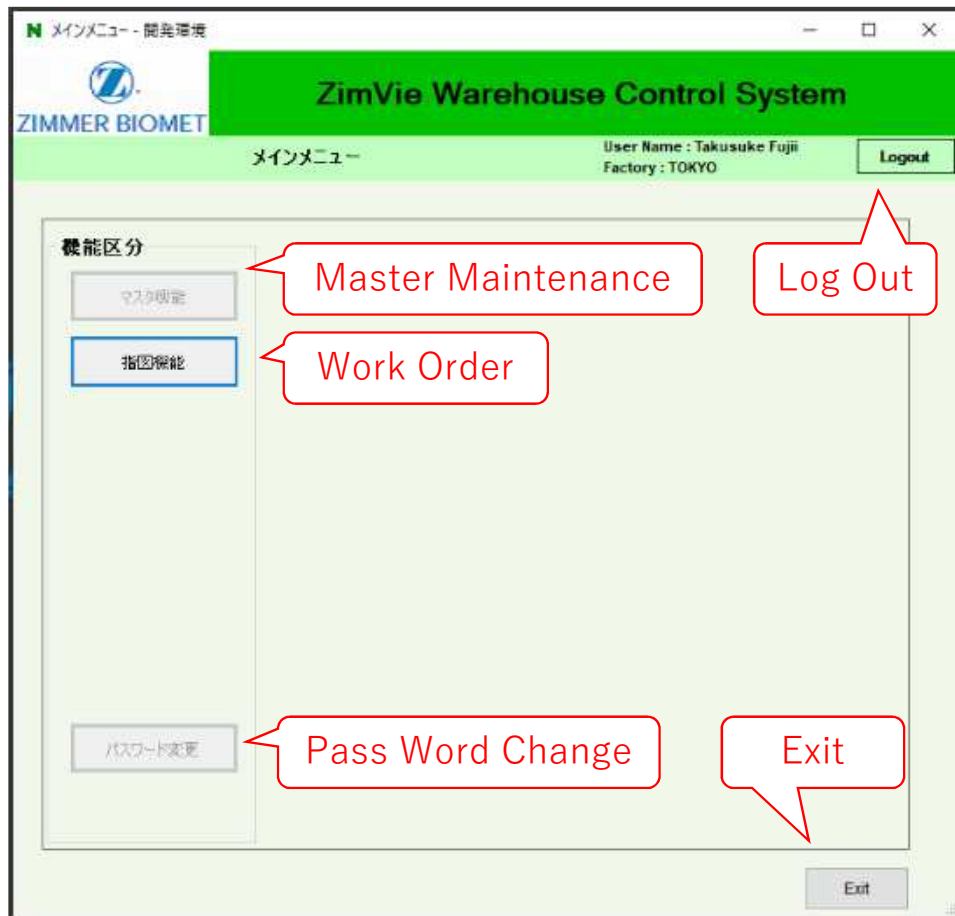 メインメニュー - 開発環境
ZIMMER BIOMET
ZimVie Warehouse Control System
メインメニュー
User Name : Takusuke Fujii
Factory : TOKYO
Logout
機能区分
マスタ機能
Master Maintenance
Log Out
指図機能
Work Order
パスワード変更
Pass Word Change
Exit
Exit